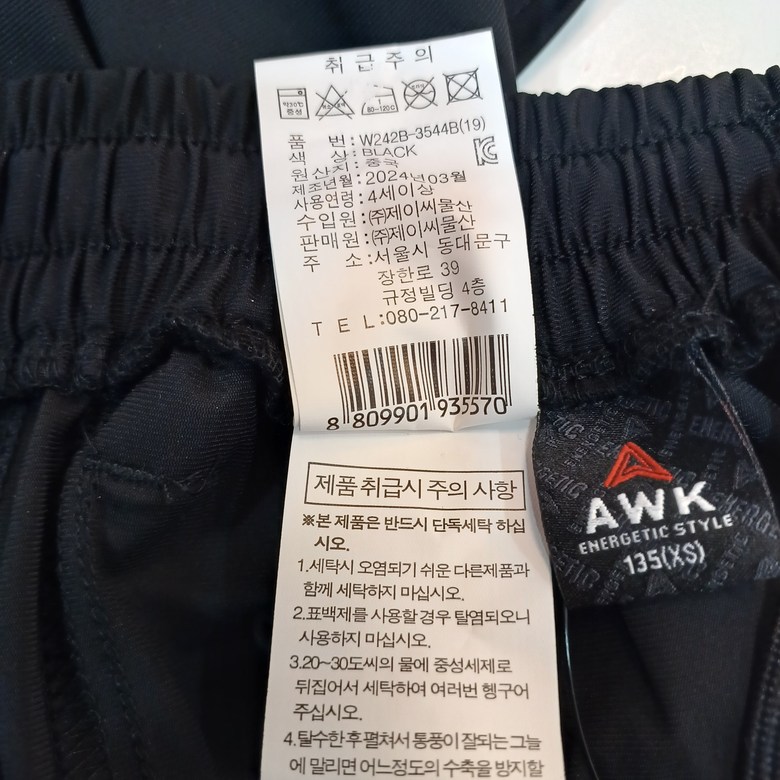 취급주의
약30℃
중성
80-120℃
품 번:W242B-3544B(19)
색 상:BLACK
원산지:중국
제조년월:2024년03월
사용연령:4세이상
수입원:㈜제이씨물산
판매원:㈜제이씨물산
주 소:서울시 동대문구
장한로 39
규정빌딩 4층
TEL:080-217-8411
8 809901 935570
제품 취급시 주의 사항
※본 제품은 반드시 단독세탁 하십
시오.
1.세탁시 오염되기 쉬운 다른제품과
함께 세탁하지 마십시오.
2.표백제를 사용할 경우 탈염되오니
사용하지 마십시오.
3.20~30도씨의 물에 중성세제로
뒤집어서 세탁하여 여러번 헹구어
주십시오.
4.탈수한 후 펼쳐서 통풍이 잘되는 그늘
에 말리면 어느정도의 수축을 방지할
AWK
ENERGETIC STYLE
135(XS)